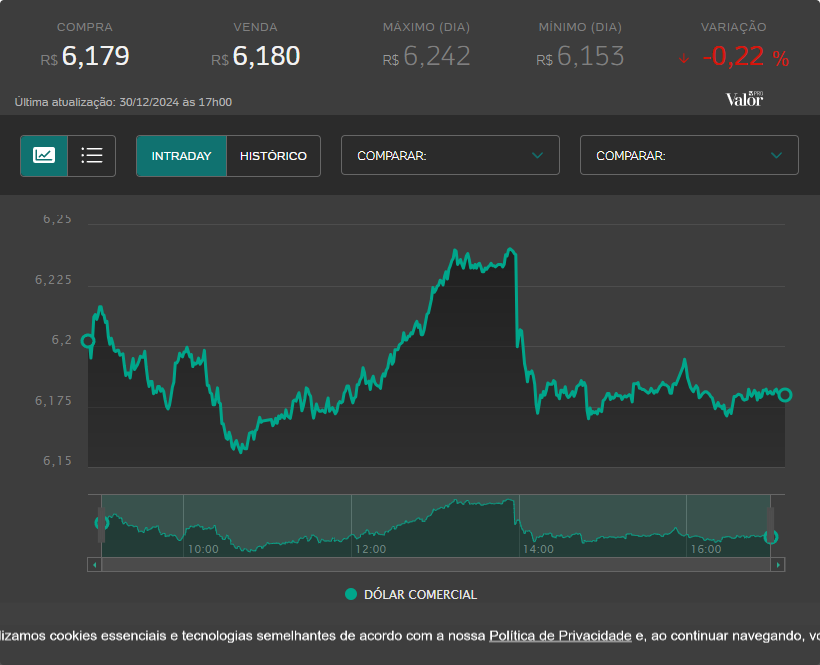 COMPRA VENDA MÁXIMO (DIA) MÍNIMO (DIA) VARIAÇÃO
R$ 6,179 R$ 6,180 R$ 6,242 R$ 6,153 -0,22 %
Última atualização: 30/12/2024 às 17h00 Valor PRO
INTRADAY HISTÓRICO COMPARAR: COMPARAR:
6,25
6,225
6,2
6,175
6,15
10:00 12:00 14:00 16:00
DÓLAR COMERCIAL
lizamos cookies essenciais e tecnologias semelhantes de acordo com a nossa Política de Privacidade e, ao continuar navegando, vo